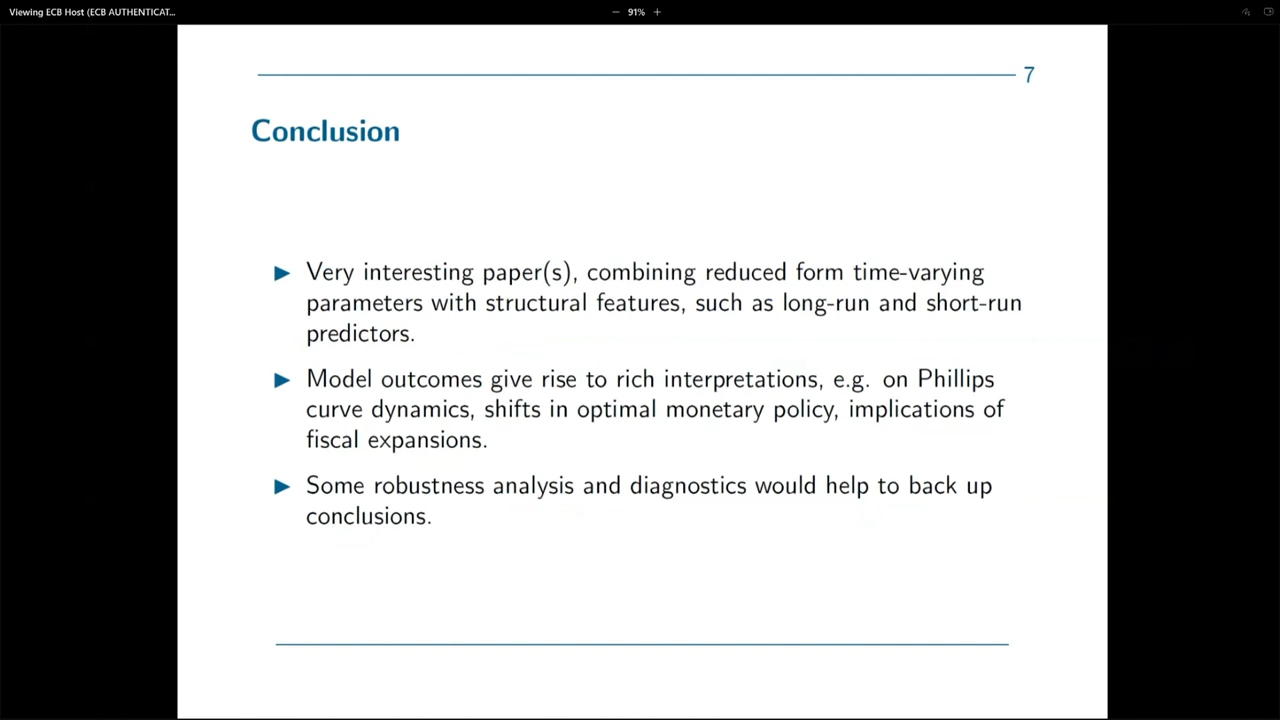 Viewing ECB Host (ECB AUTHENTICAT...
− 91% +
7
Conclusion
▶ Very interesting paper(s), combining reduced form time-varying
parameters with structural features, such as long-run and short-run
predictors.
▶ Model outcomes give rise to rich interpretations, e.g. on Phillips
curve dynamics, shifts in optimal monetary policy, implications of
fiscal expansions.
▶ Some robustness analysis and diagnostics would help to back up
conclusions.